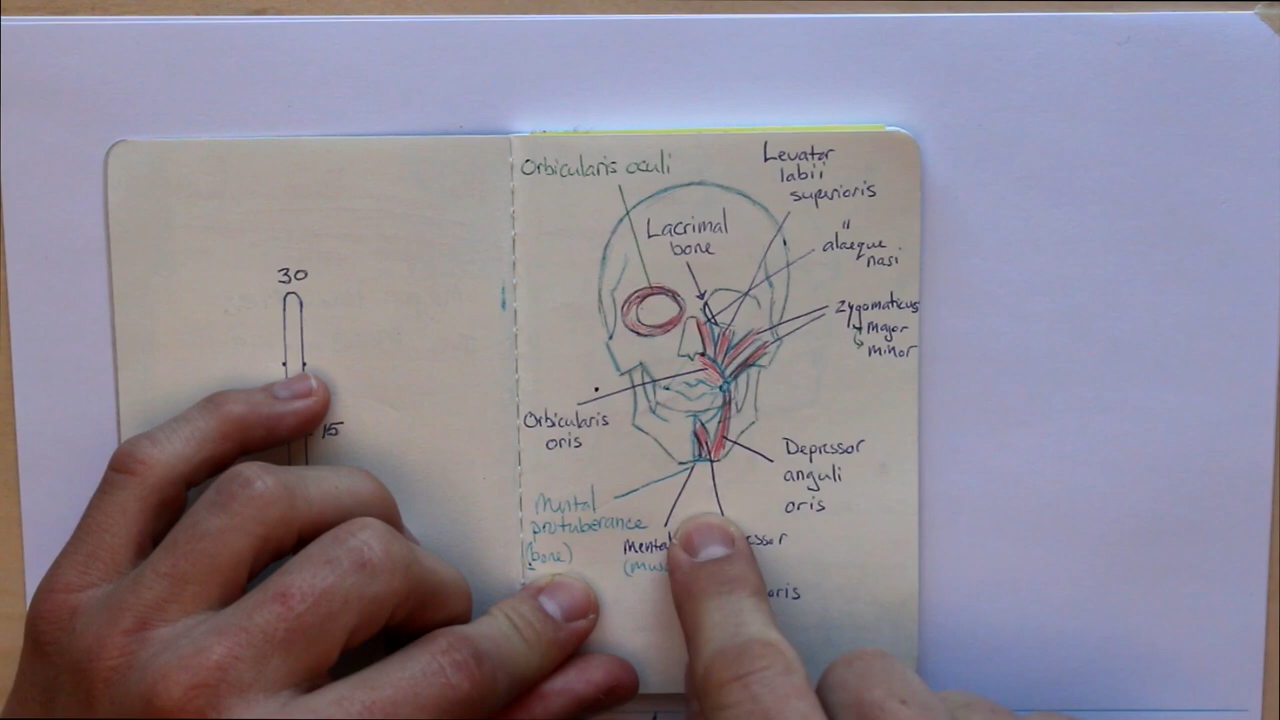 30
15
Orbicularis oculi
Levator
labii
superioris
Lacrimal
bone
"
alaeque
nasi
Zygomaticus
major
minor
Orbicularis
oris
Depressor
anguli
oris
Mental
protuberance
(bone)
oris